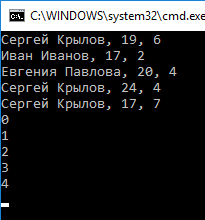 C:\WINDOWS\system32\cmd.exe
Сергей Крылов, 19, 6
Иван Иванов, 17, 2
Евгения Павлова, 20, 4
Сергей Крылов, 24, 4
Сергей Крылов, 17, 7
0
1
2
3
4